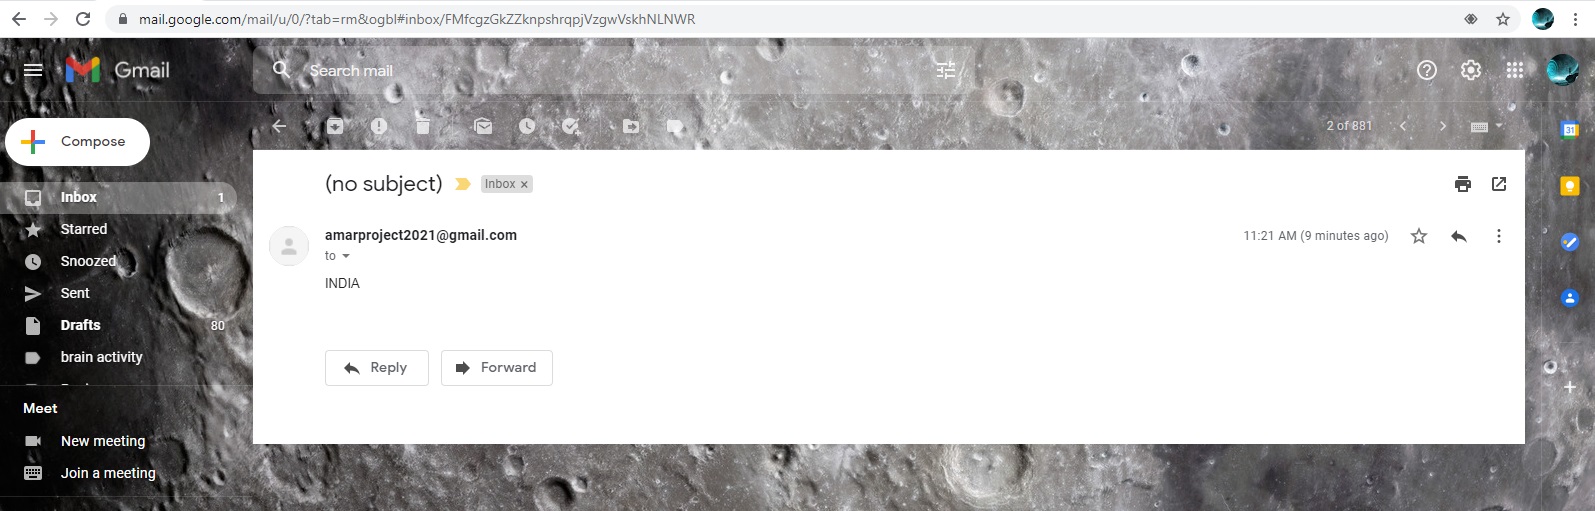 mail.google.com/mail/u/0/?tab=rm&ogbl#inbox/FMfcgzGkZZknpshrqpjVzgwVskhNLNWR
Gmail
Search mail
Compose
2 of 881
31
Inbox 1
Starred
Snoozed
Sent
Drafts 80
brain activity
Meet
New meeting
Join a meeting
(no subject) Inbox ×
amarproject2021@gmail.com 11:21 AM (9 minutes ago)
to
INDIA
Reply Forward